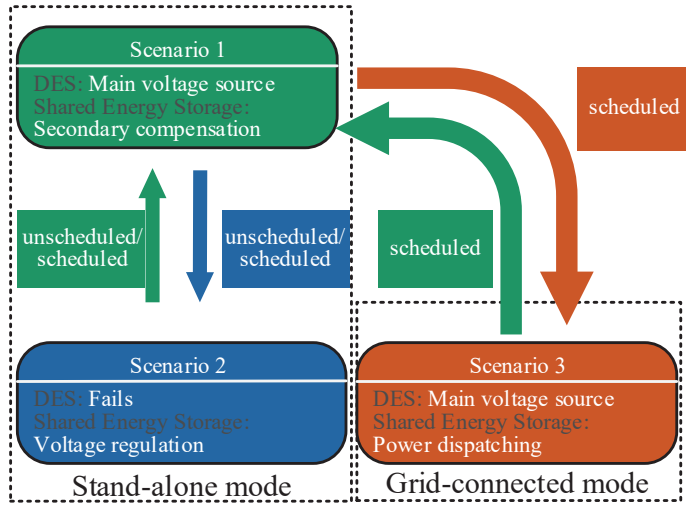 Scenario 1
DES: Main voltage source
Shared Energy Storage:
Secondary compensation
scheduled
unscheduled/
scheduled
unscheduled/
scheduled
scheduled
Scenario 2
DES: Fails
Shared Energy Storage:
Voltage regulation
Stand-alone mode
Scenario 3
DES: Main voltage source
Shared Energy Storage:
Power dispatching
Grid-connected mode